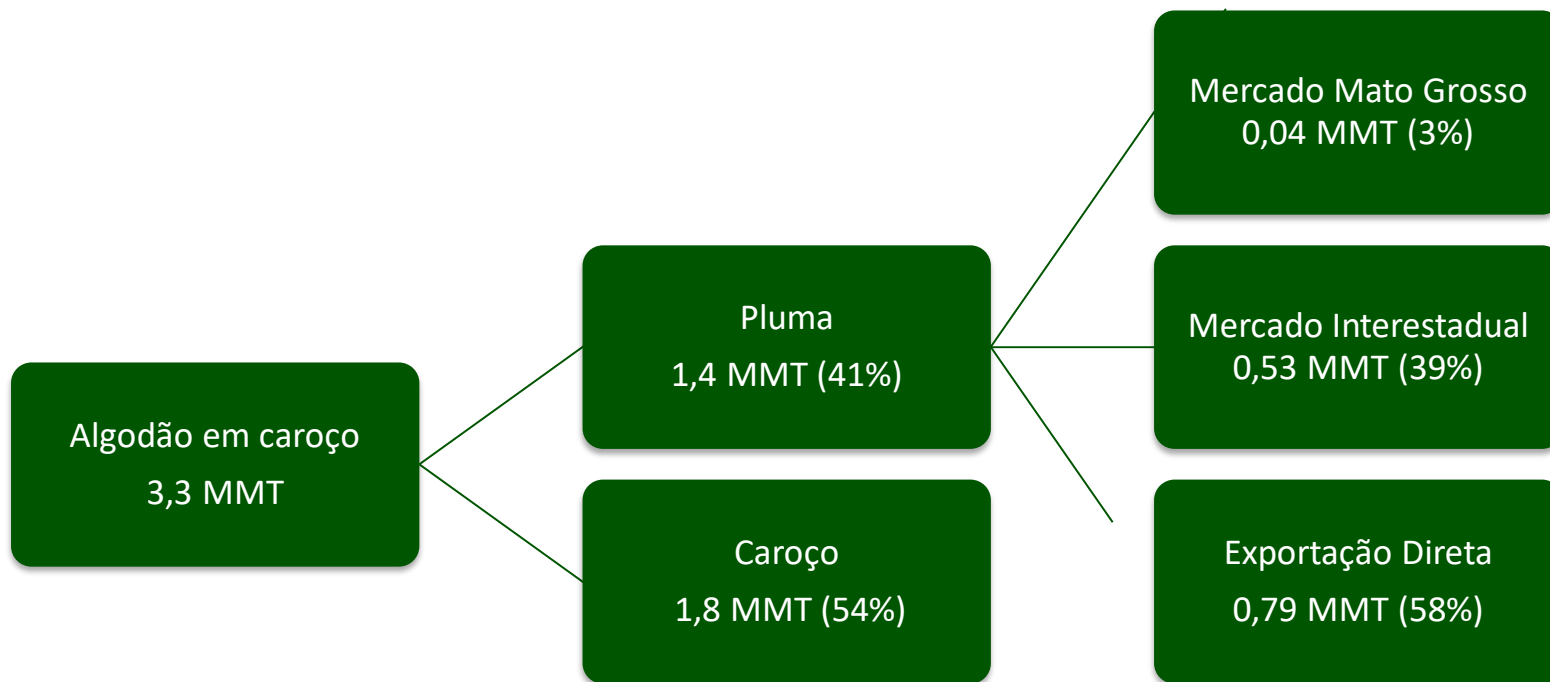 Algodão em caroço
3,3 MMT
Pluma
1,4 MMT (41%)
Caroço
1,8 MMT (54%)
Mercado Mato Grosso
0,04 MMT (3%)
Mercado Interestadual
0,53 MMT (39%)
Exportação Direta
0,79 MMT (58%)